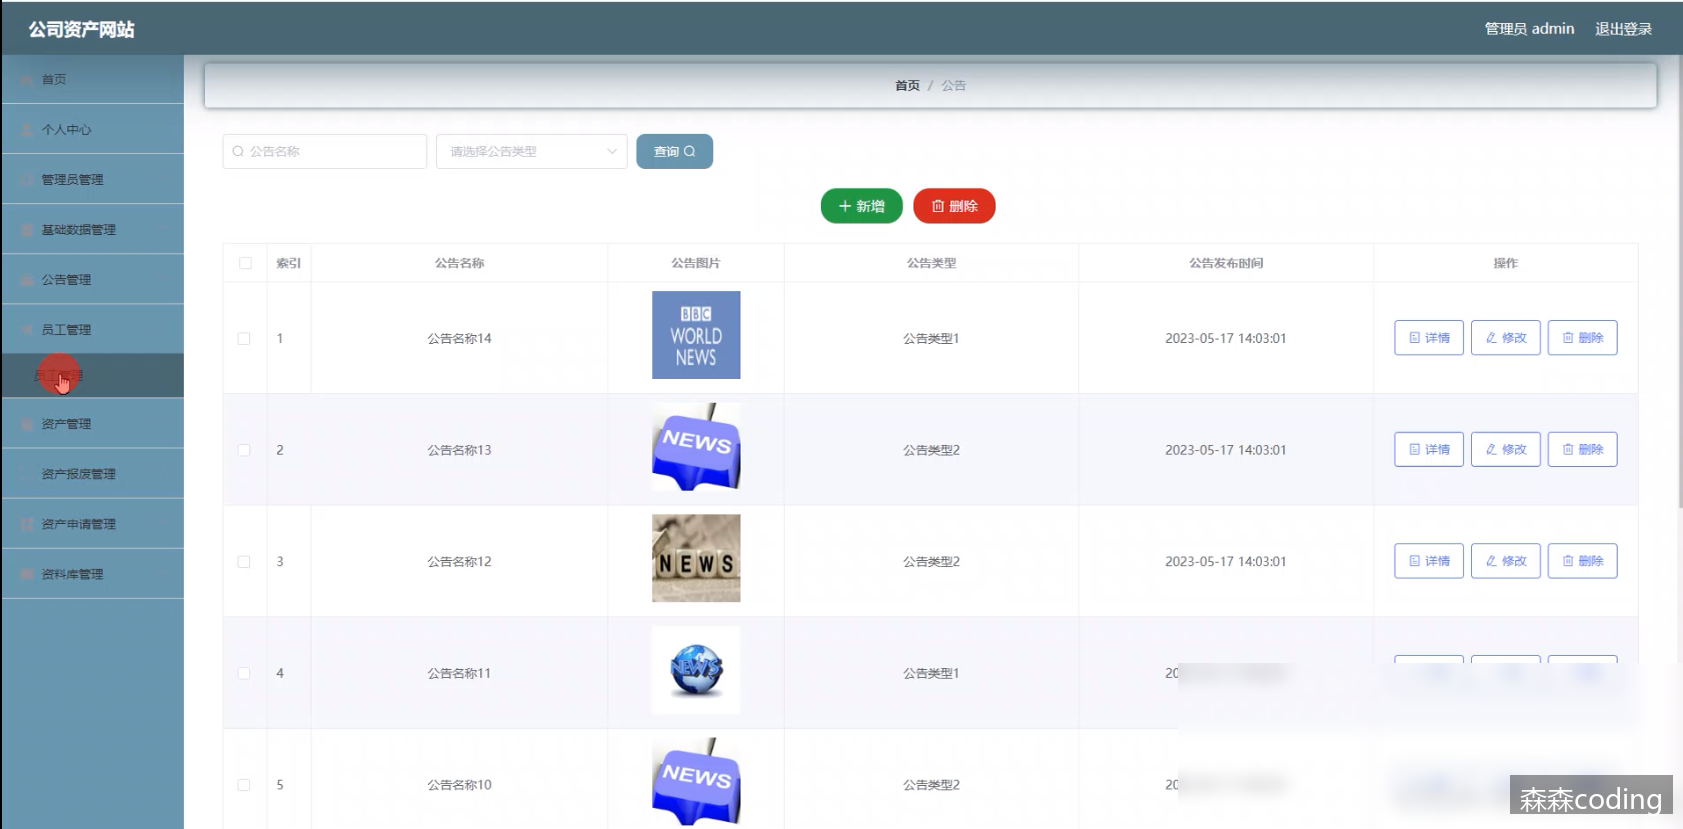 公司资产网站
管理员 admin 退出登录
首页
个人中心
管理员管理
基础数据管理
公告管理
员工管理
员工管理
资产管理
资产报废管理
资产申请管理
资料库管理
首页 / 公告
公告名称 请选择公告类型 查询
新增 删除
索引 公告名称 公告图片 公告类型 公告发布时间 操作
1 公告名称14 BBC WORLD NEWS 公告类型1 2023-05-17 14:03:01 详情 修改 删除
2 公告名称13 NEWS 公告类型2 2023-05-17 14:03:01 详情 修改 删除
3 公告名称12 NEWS 公告类型2 2023-05-17 14:03:01 详情 修改 删除
4 公告名称11 NEWS 公告类型1 20
5 公告名称10 NEWS 公告类型2 20
森森coding